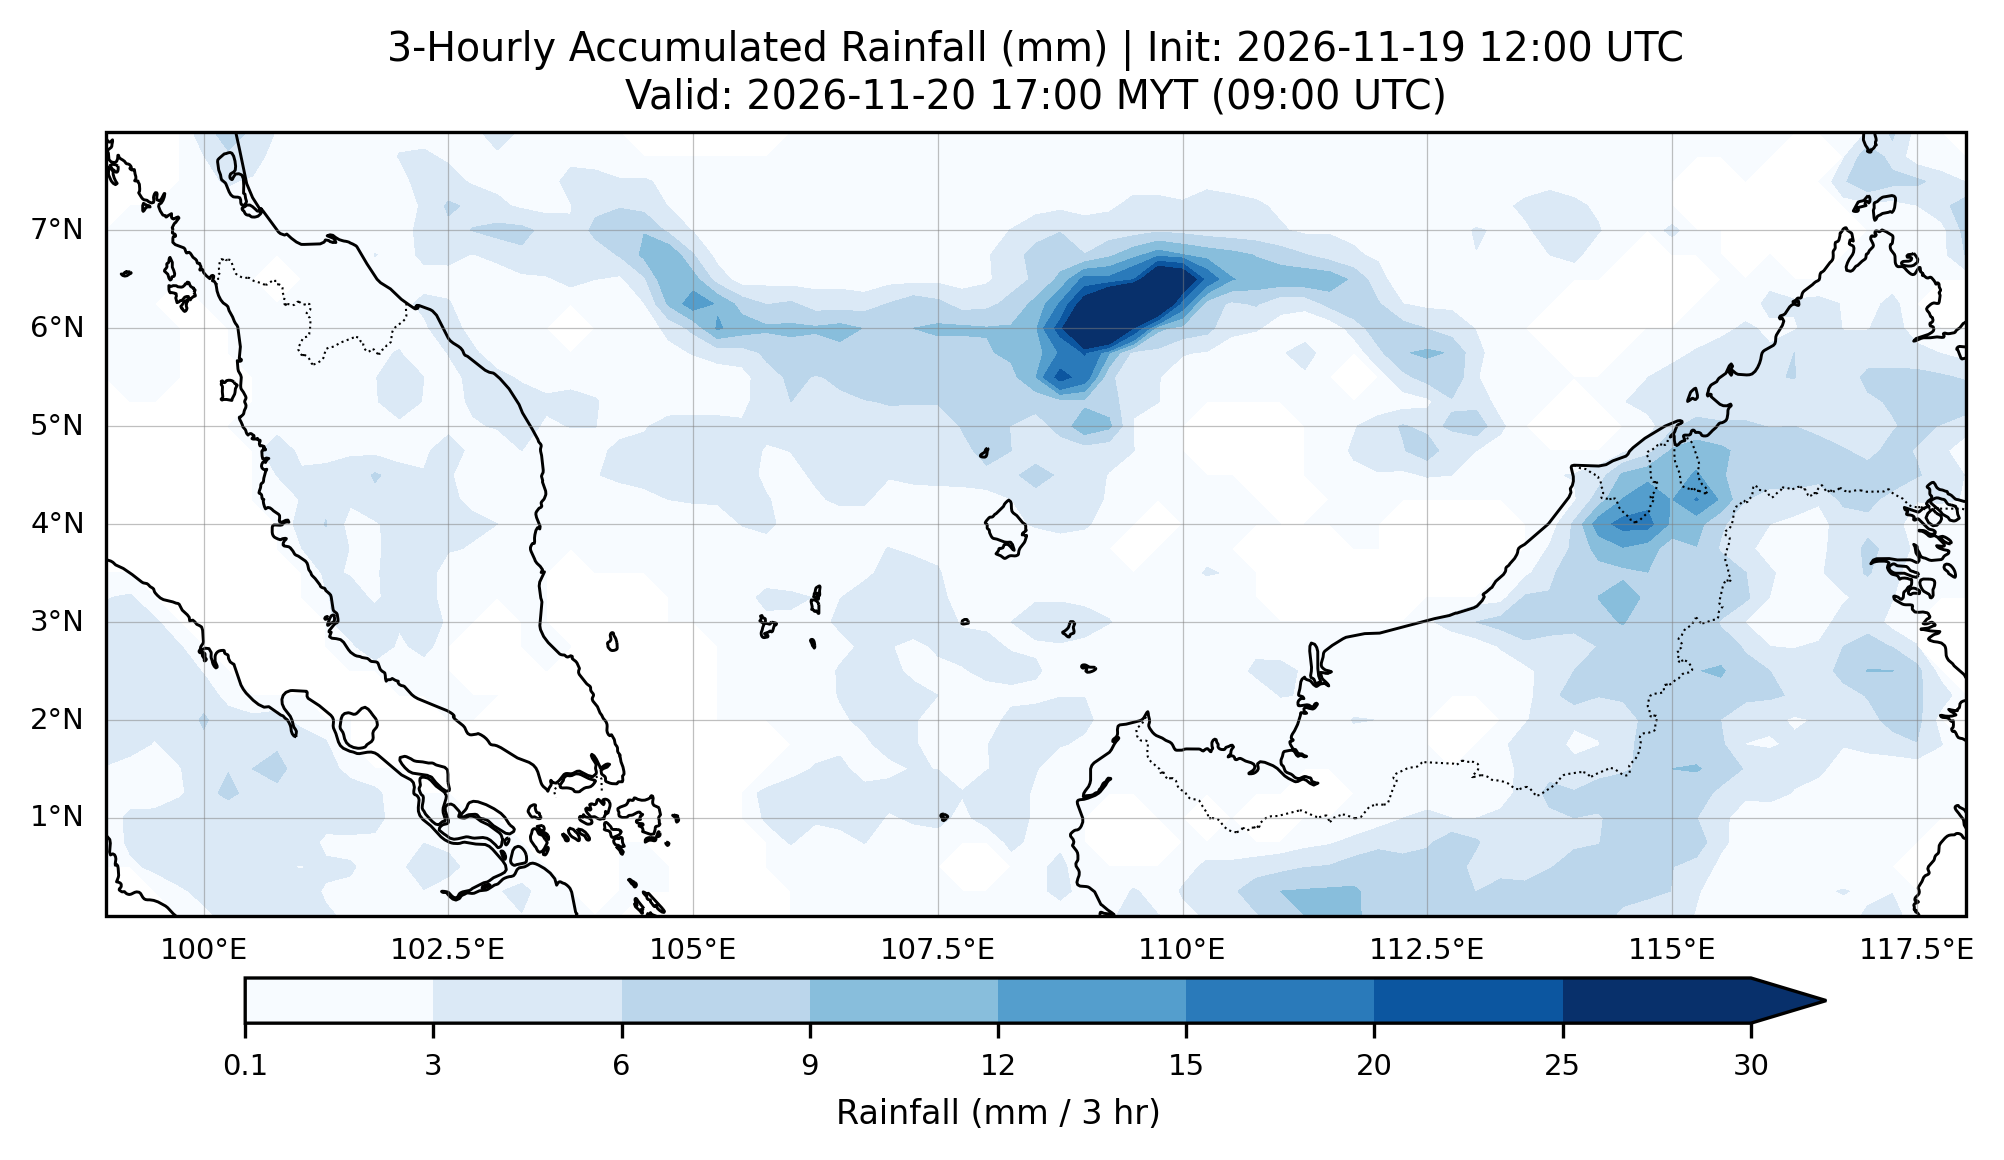 3-Hourly Accumulated Rainfall (mm) | Init: 2026-11-19 12:00 UTC
Valid: 2026-11-20 17:00 MYT (09:00 UTC)
7°N
6°N
5°N
4°N
3°N
2°N
1°N
100°E 102.5°E 105°E 107.5°E 110°E 112.5°E 115°E 117.5°E
0.1 3 6 9 12 15 20 25 30
Rainfall (mm / 3 hr)